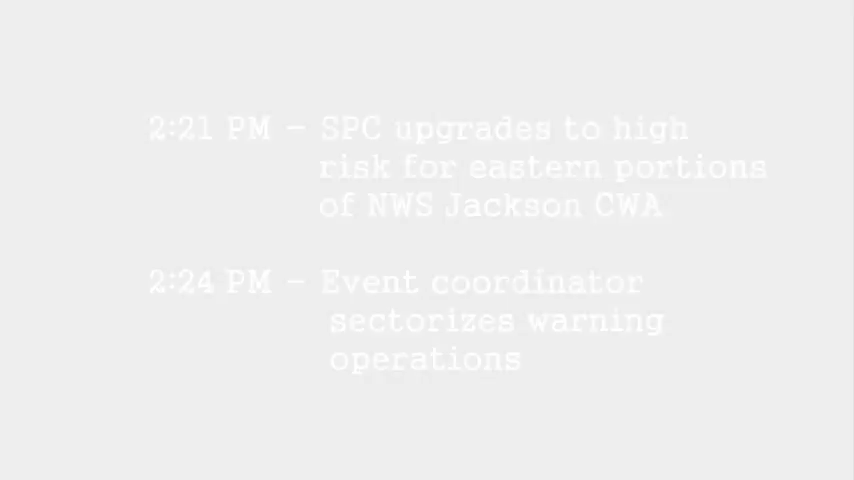 2:21 PM – SPC upgrades to high
risk for eastern portions
of NWS Jackson CWA
2:24 PM – Event coordinator
sectorizes warning
operations